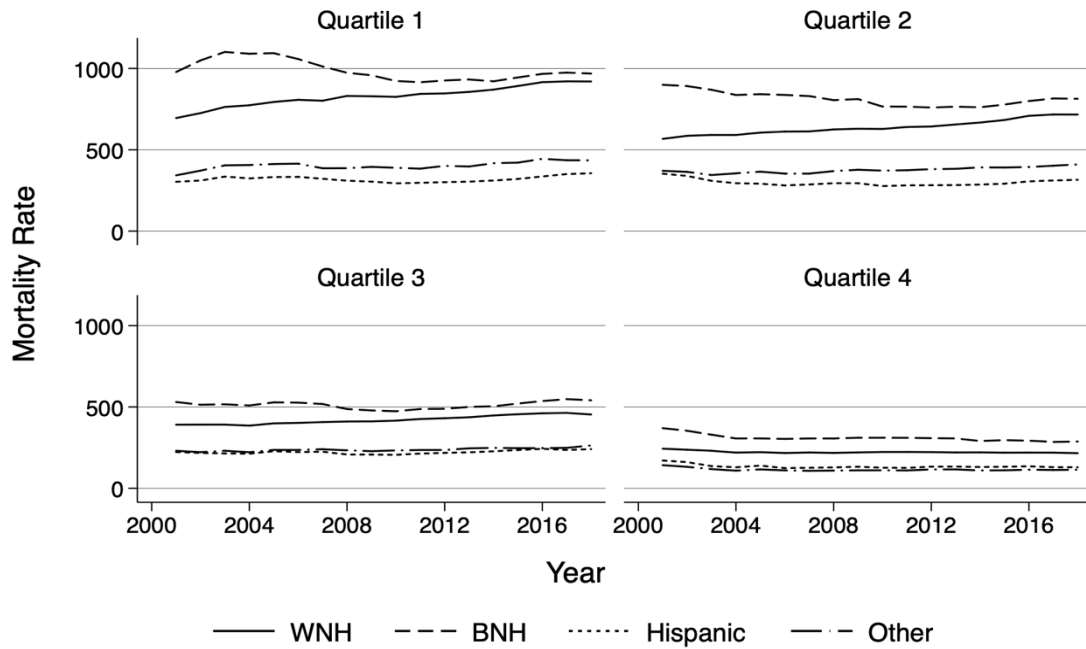 Quartile 1
Quartile 2
1000
500
0
Quartile 3
Quartile 4
1000
500
0
2000 2004 2008 2012 2016
2000 2004 2008 2012 2016
Mortality Rate
Year
WNH BNH Hispanic Other